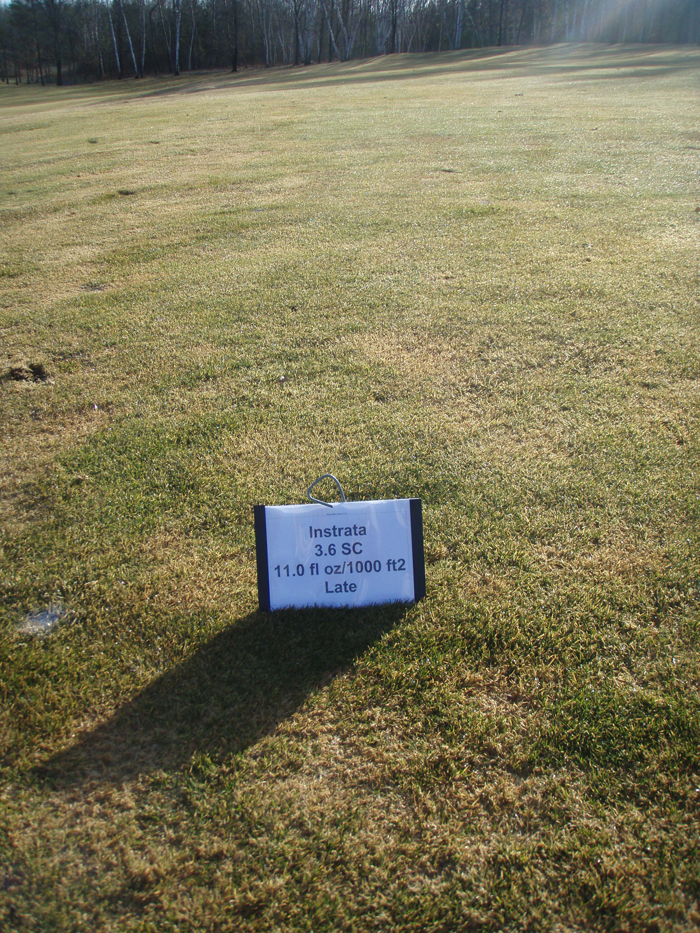 Instrata
3.6 SC
11.0 fl oz/1000 ft2
Late